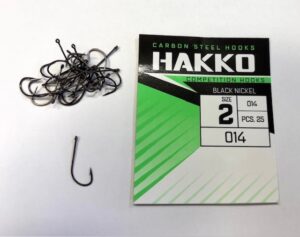 CARBON STEEL HOOKS
HAKKO
COMPETITION HOOKS
BLACK NICKEL
SIZE 2
014
PCS. 25
014